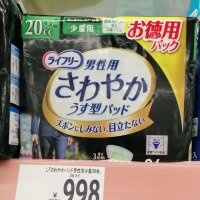 20cc
少量用
お徳用
パック
ライフリー
男性用
さわやか
うす型パッド
ズボンにしみない、目立たない
998